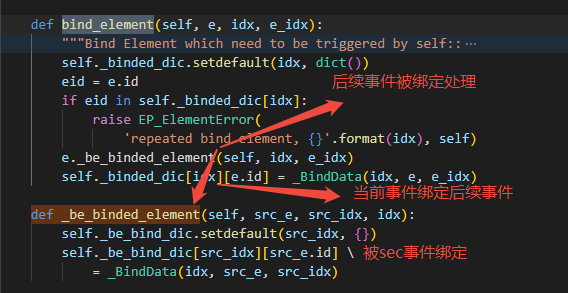 def bind_element(self, e, idx, e_idx):
"""Bind Element which need to be triggered by self::…
self._binded_dic.setdefault(idx, dict())
eid = e.id
后续事件被绑定处理
if eid in self._binded_dic[idx]:
raise EP_ElementError(
'repeated bind element, {}'.format(idx), self)
e._be_binded_element(self, idx, e_idx)
self._binded_dic[idx][e.id] = _BindData(idx, e, e_idx)
当前事件绑定后续事件
def _be_binded_element(self, src_e, src_idx, idx):
self._be_bind_dic.setdefault(src_idx, {})
self._be_bind_dic[src_idx][src_e.id] \ 被sec事件绑定
= _BindData(idx, src_e, src_idx)